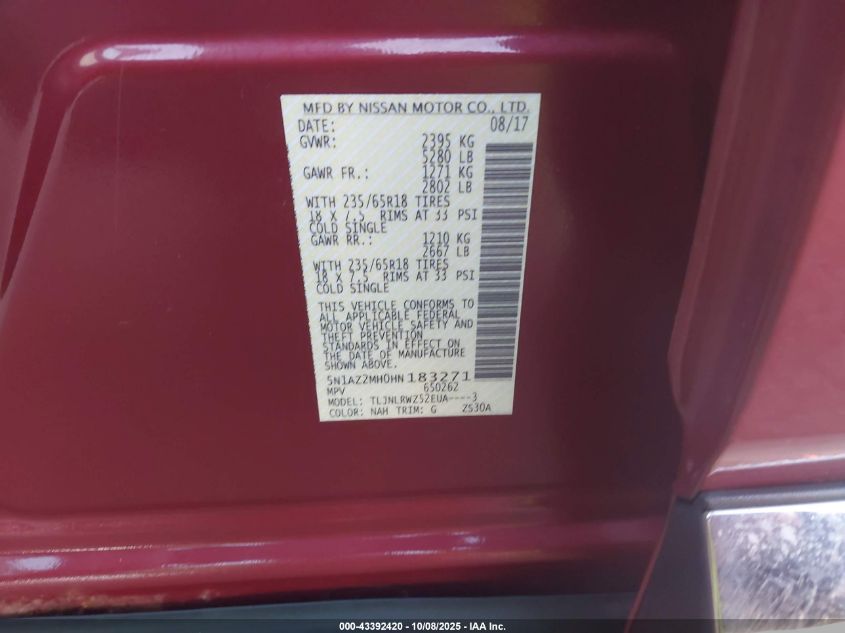 MFD BY NISSAN MOTOR CO., LTD.
DATE: 08/17
GVWR: 2395 KG
5280 LB
GAWR FR.: 1271 KG
2802 LB
WITH 235/65R18 TIRES
18 X 7.5 RIMS AT 33 PSI
COLD SINGLE
GAWR RR.: 1210 KG
2667 LB
WITH 235/65R18 TIRES
18 X 7.5 RIMS AT 33 PSI
COLD SINGLE
THIS VEHICLE CONFORMS TO
ALL APPLICABLE FEDERAL
MOTOR VEHICLE SAFETY AND
THEFT PREVENTION
STANDARDS IN EFFECT ON
THE DATE OF MANUFACTURE
SHOWN ABOVE.
5N1AZ2MH0HN183271
MPV 650262
MODEL: TLJNLRWZ52EUA----3
COLOR: NAH TRIM: G ZS30A
000-43392420 - 10/08/2025 - IAA Inc.